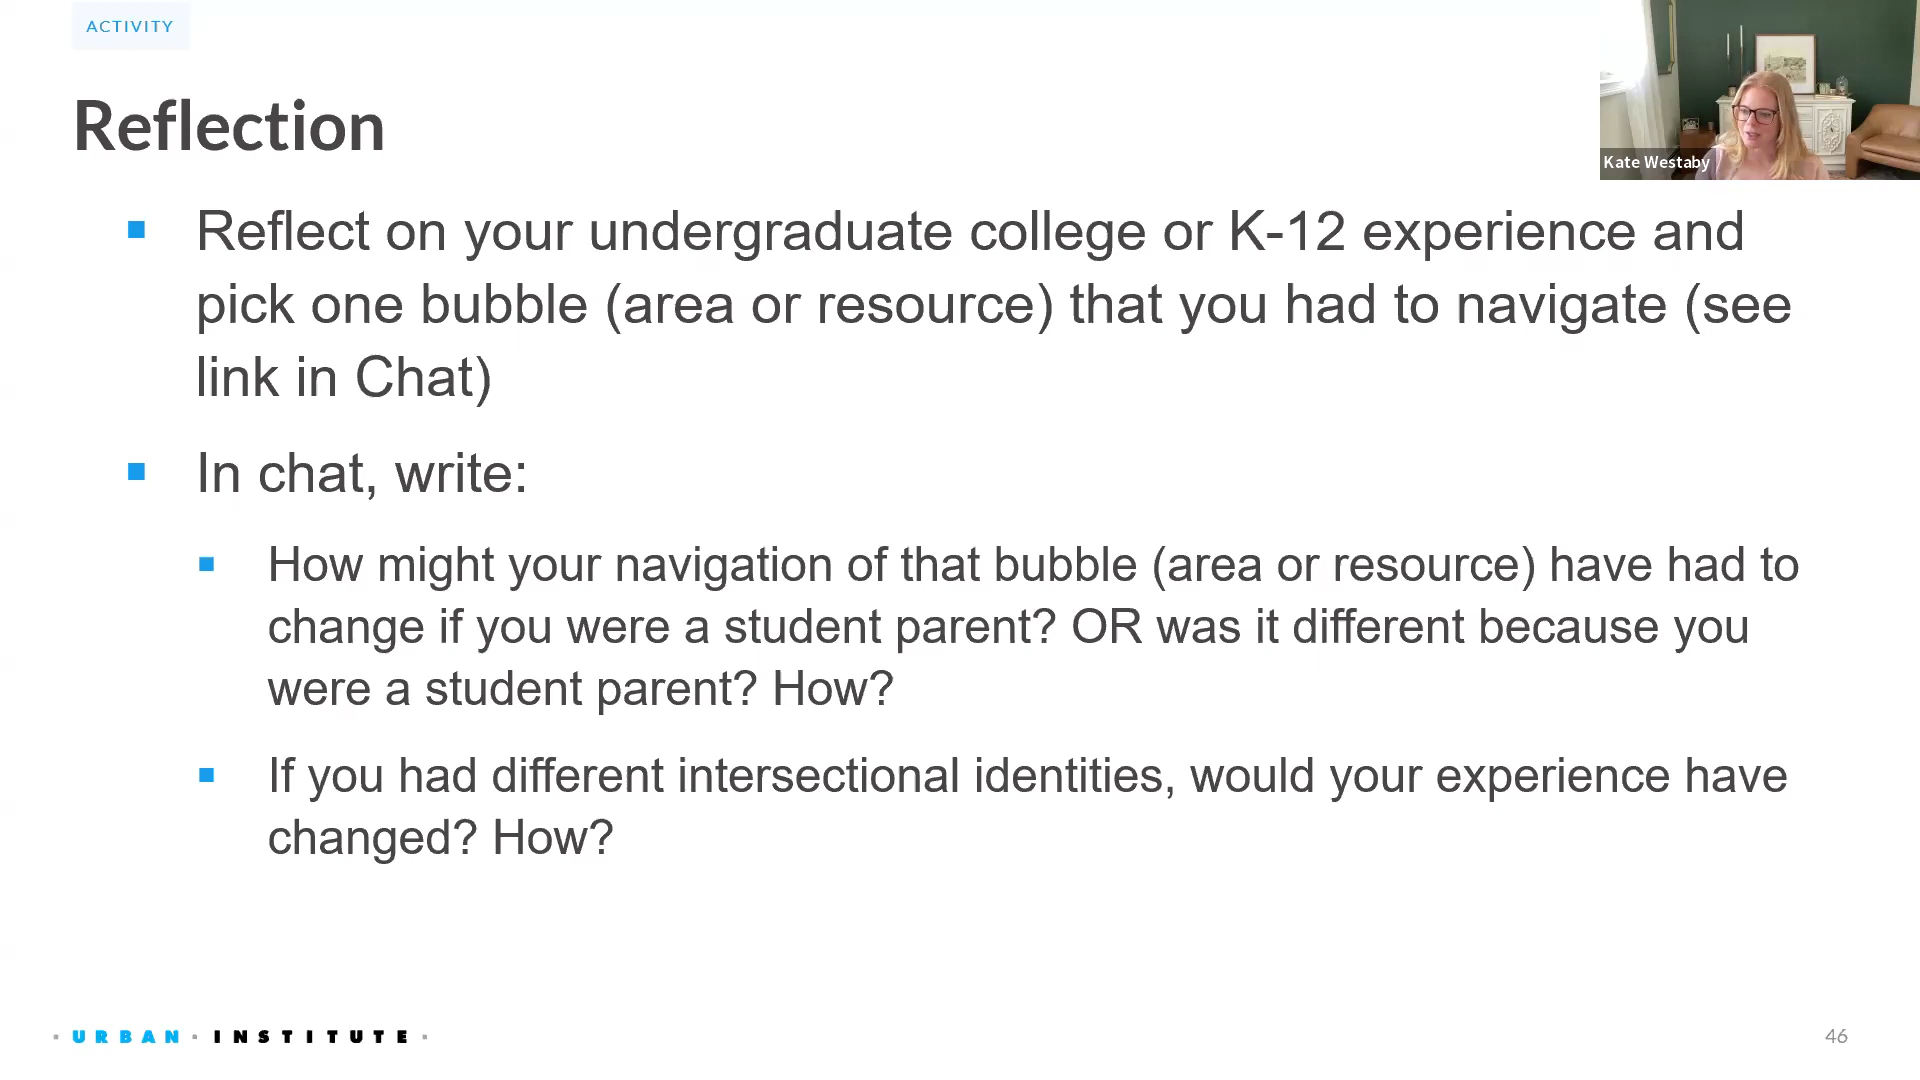 ACTIVITY
Reflection
Kate Westaby
Reflect on your undergraduate college or K-12 experience and
pick one bubble (area or resource) that you had to navigate (see
link in Chat)
In chat, write:
How might your navigation of that bubble (area or resource) have had to
change if you were a student parent? OR was it different because you
were a student parent? How?
If you had different intersectional identities, would your experience have
changed? How?
URBAN INSTITUTE
46